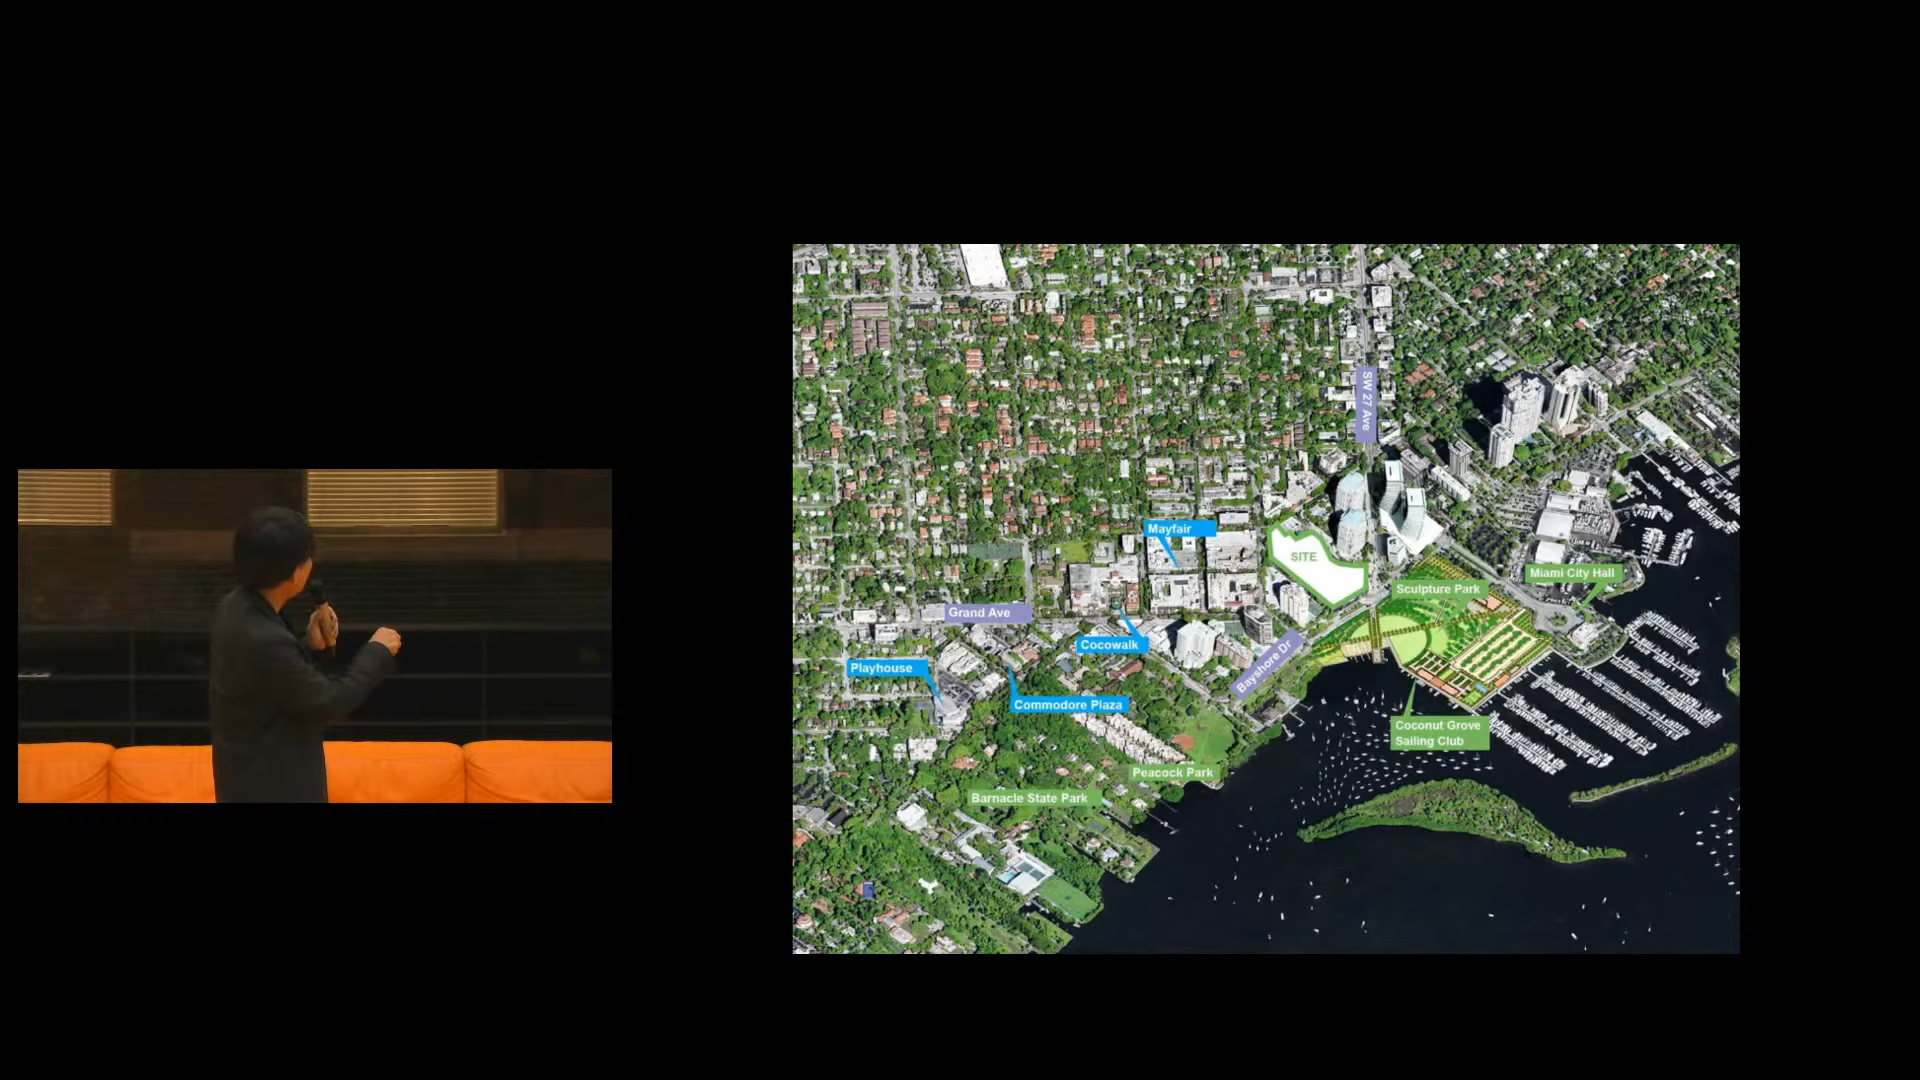 SW 27 Ave
Mayfair
SITE
Miami City Hall
Sculpture Park
Grand Ave
Cocowalk
Bayshore Dr
Playhouse
Commodore Plaza
Coconut Grove
Sailing Club
Peacock Park
Barnacle State Park